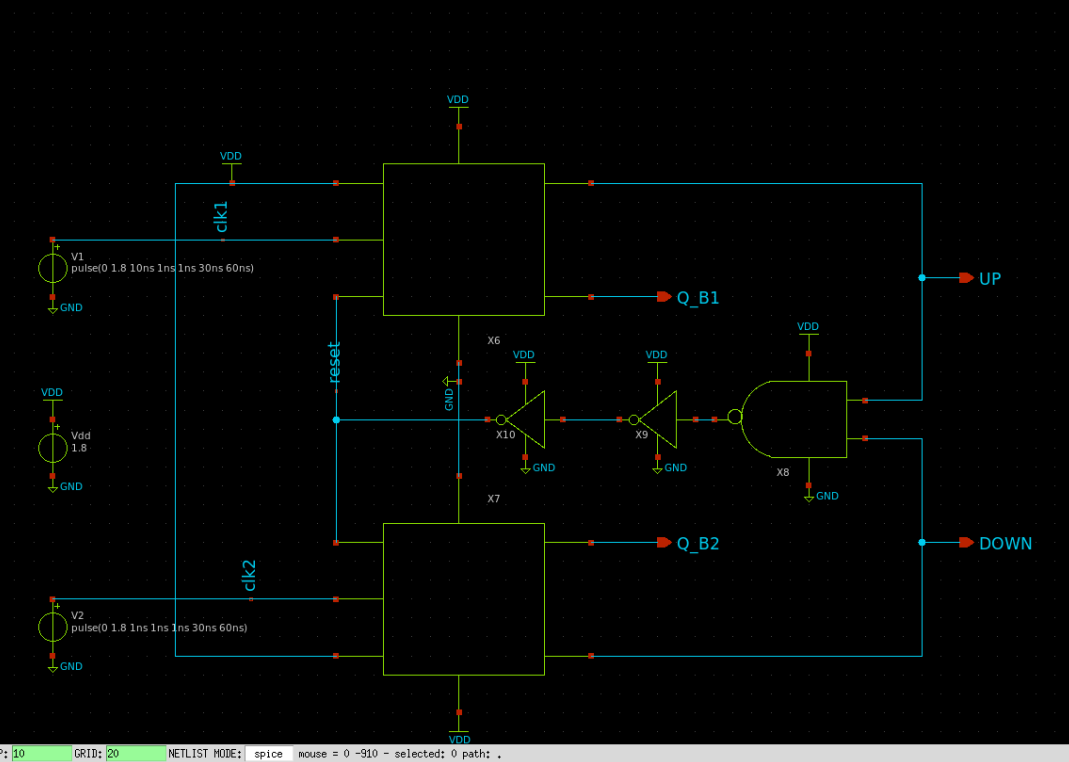 VDD
VDD
clk1
V1
pulse(0 1.8 10ns 1ns 1ns 30ns 60ns)
GND
UP
Q_B1
X6
VDD
VDD
VDD
reset
GND
VDD
Vdd
1.8
GND
X10
GND
X9
GND
X8
GND
X7
Q_B2
DOWN
clk2
V2
pulse(0 1.8 1ns 1ns 1ns 30ns 60ns)
GND
VDD
P: 10 GRID: 20 NETLIST MODE: spice mouse = 0 -910 - selected: 0 path: .